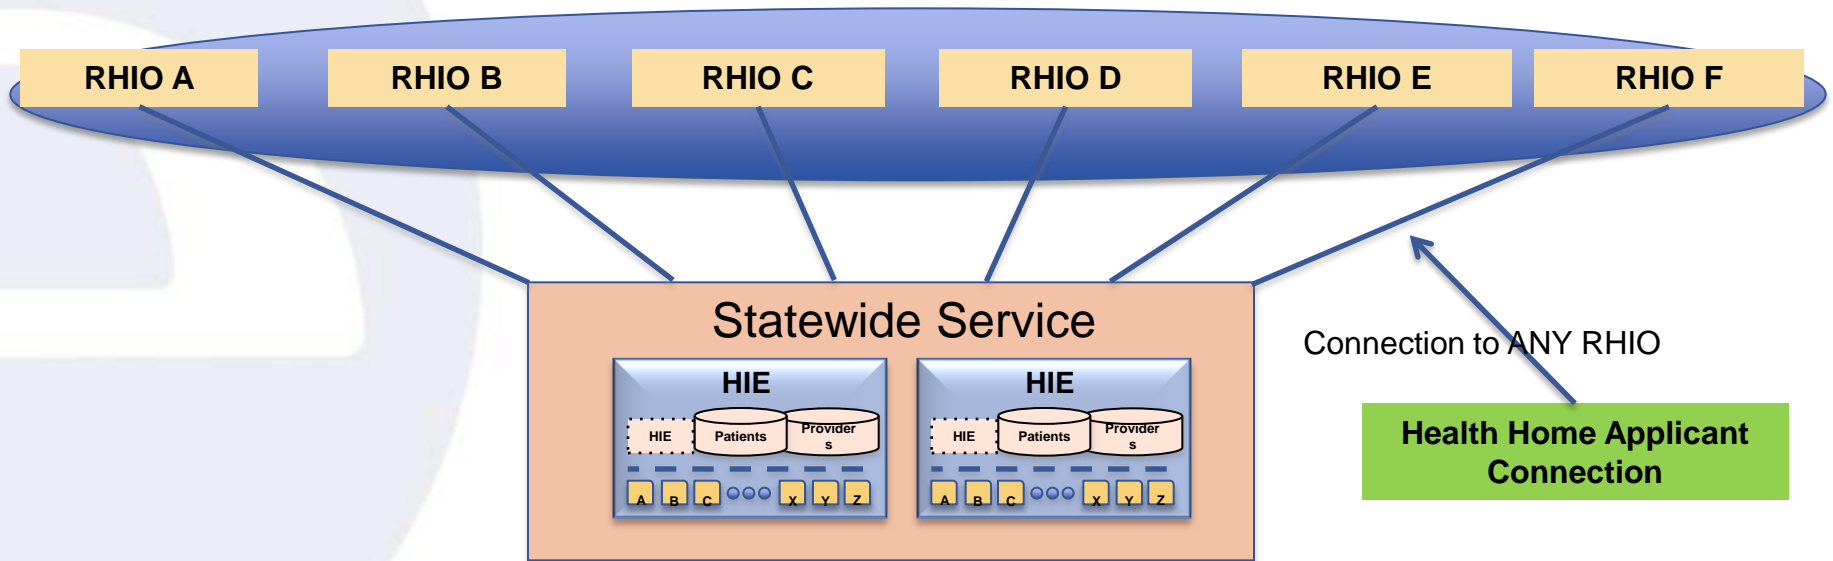 RHIO A
RHIO B
RHIO C
RHIO D
RHIO E
RHIO F
Statewide Service
HIE
HIE
Patients
Provider
s
A
B
C
X
Y
Z
HIE
HIE
Patients
Provider
s
A
B
C
X
Y
Z
Connection to ANY RHIO
Health Home Applicant
Connection